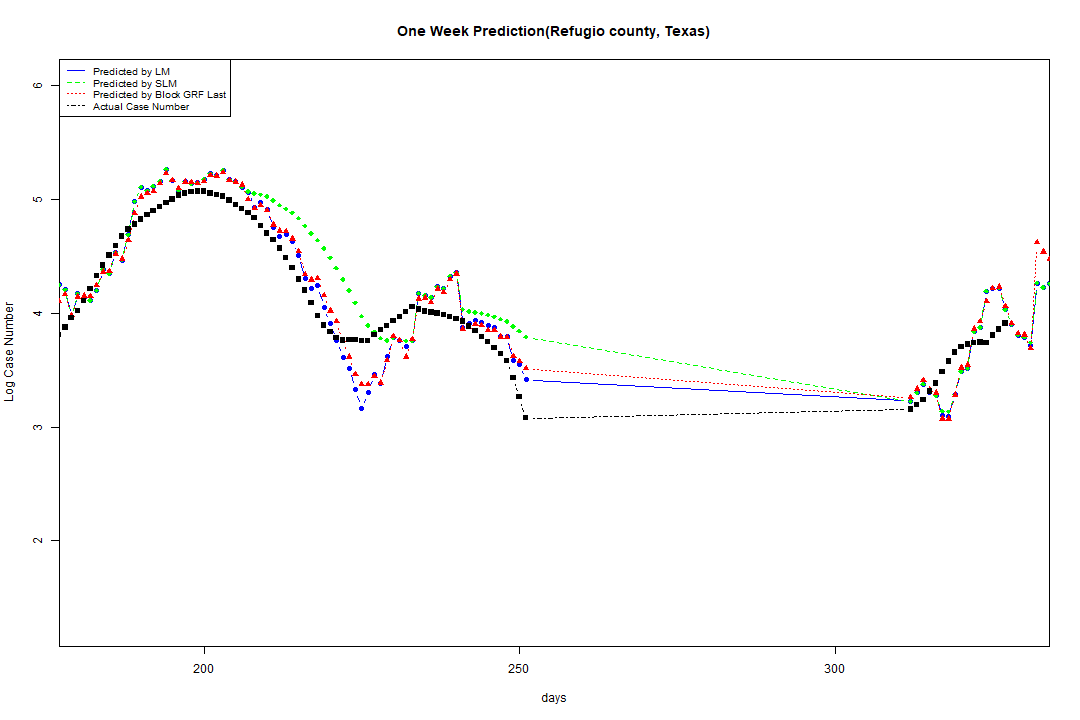 One Week Prediction(Refugio county, Texas)
Predicted by LM
Predicted by SLM
Predicted by Block GRF Last
Actual Case Number
6
5
4
3
2
Log Case Number
200
250
300
days